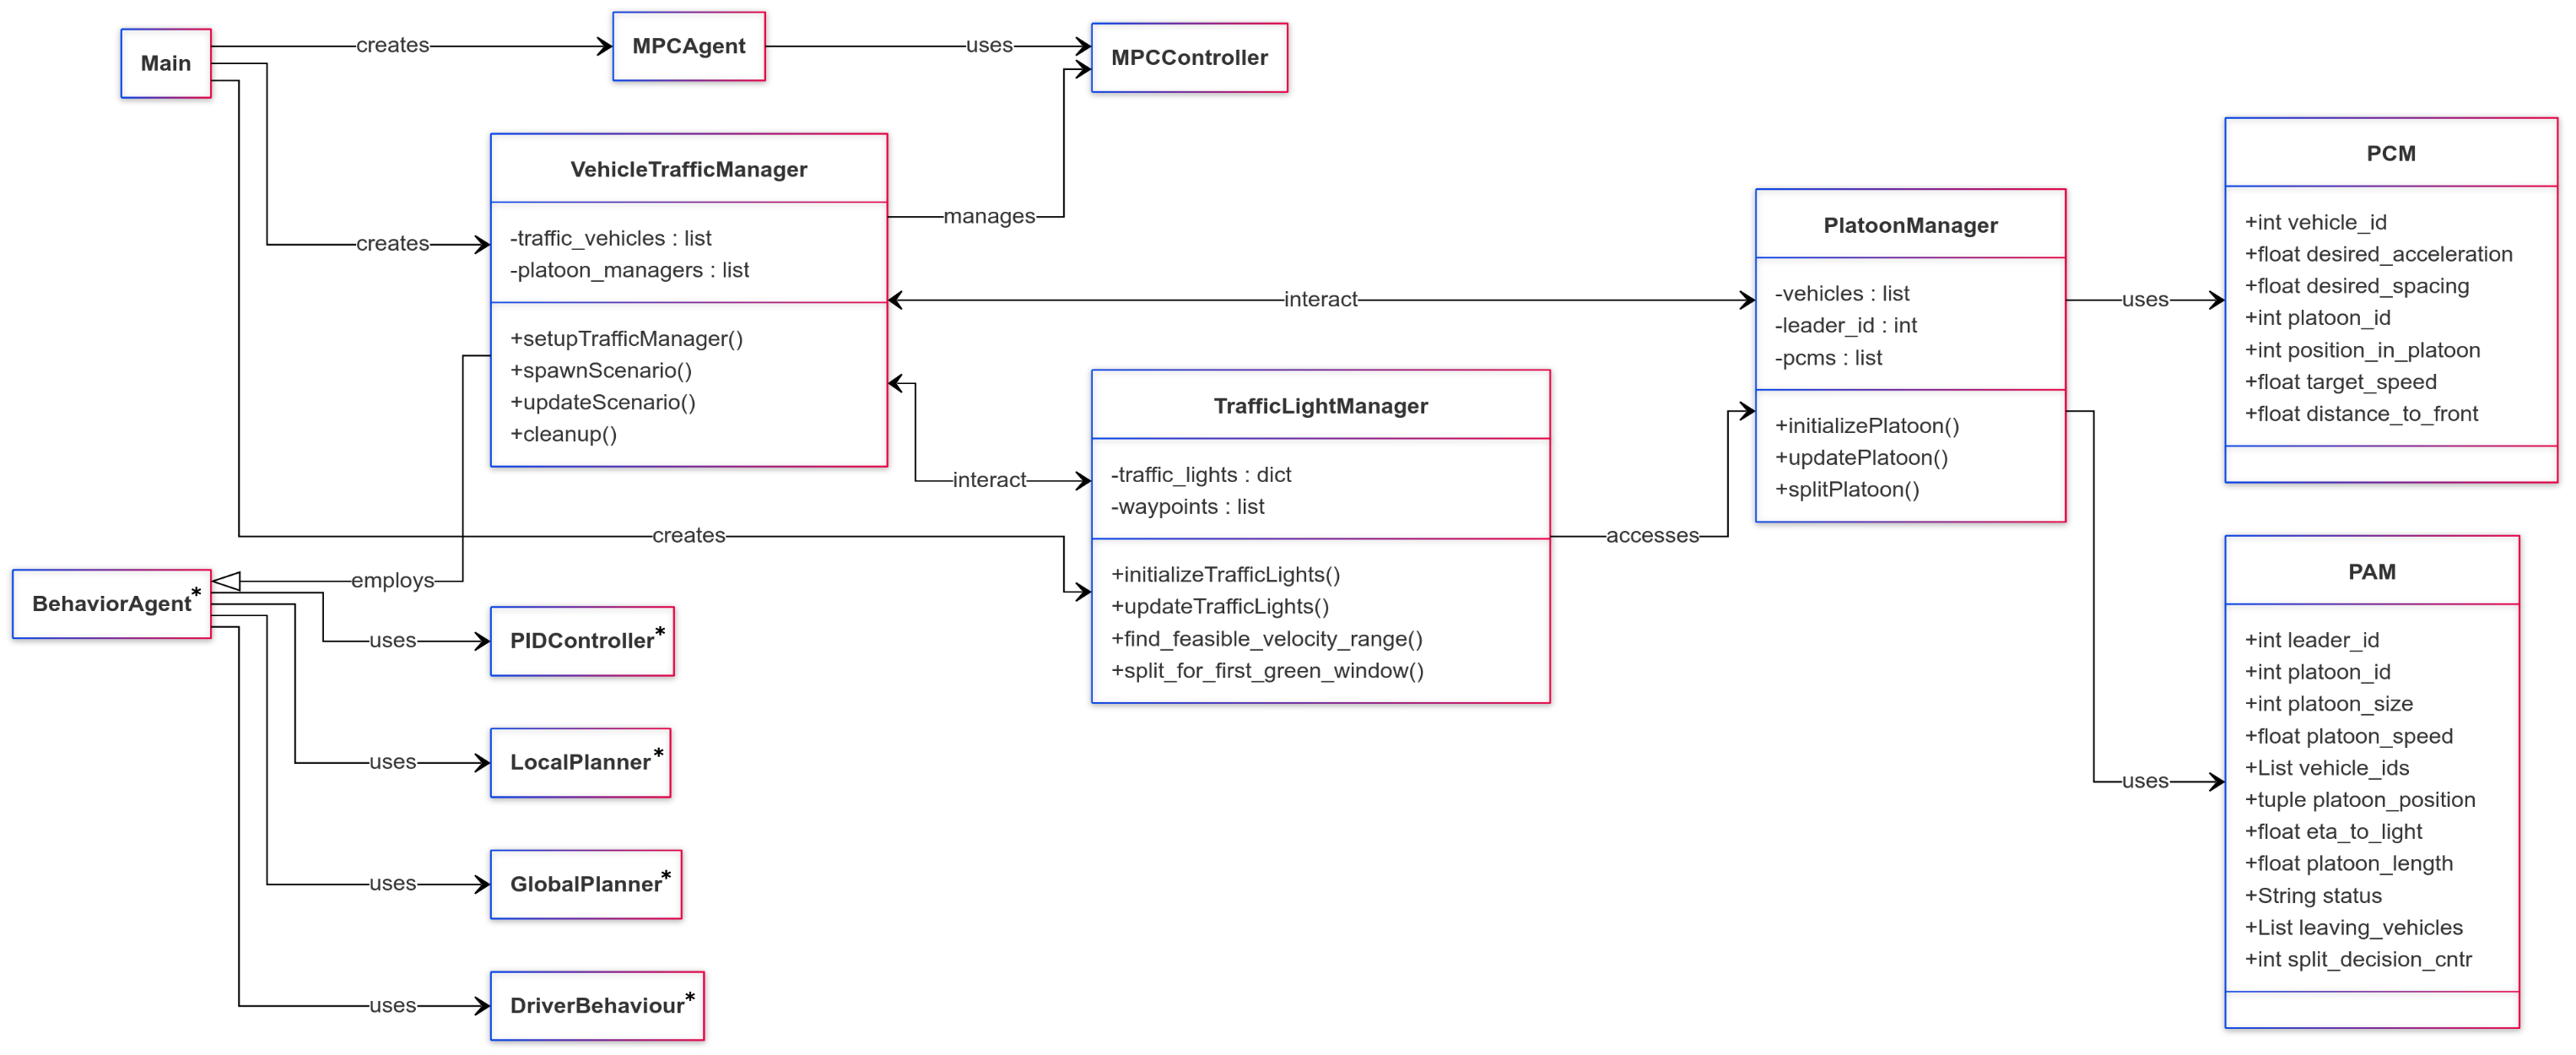 Main
creates
MPCAgent
uses
MPCController
creates
VehicleTrafficManager
-traffic_vehicles : list
-platoon_managers : list
+setupTrafficManager()
+spawnScenario()
+updateScenario()
+cleanup()
manages
interact
interact
creates
employs
TrafficLightManager
-traffic_lights : dict
-waypoints : list
+initializeTrafficLights()
+updateTrafficLights()
+find_feasible_velocity_range()
+split_for_first_green_window()
accesses
PlatoonManager
-vehicles : list
-leader_id : int
-pcms : list
+initializePlatoon()
+updatePlatoon()
+splitPlatoon()
uses
uses
PCM
+int vehicle_id
+float desired_acceleration
+float desired_spacing
+int platoon_id
+int position_in_platoon
+float target_speed
+float distance_to_front
PAM
+int leader_id
+int platoon_id
+int platoon_size
+float platoon_speed
+List vehicle_ids
+tuple platoon_position
+float eta_to_light
+float platoon_length
+String status
+List leaving_vehicles
+int split_decision_cntr
BehaviorAgent*
uses
PIDController*
uses
LocalPlanner*
uses
GlobalPlanner*
uses
DriverBehaviour*